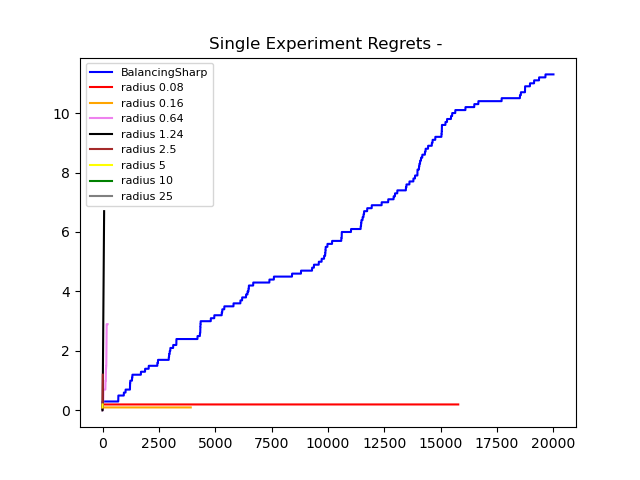 Single Experiment Regrets -
BalancingSharp
radius 0.08
radius 0.16
radius 0.64
radius 1.24
radius 2.5
radius 5
radius 10
radius 25
10
8
6
4
2
0
0 2500 5000 7500 10000 12500 15000 17500 20000